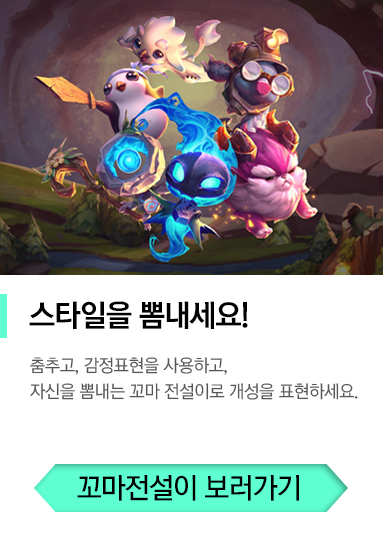 스타일을 뽐내세요!
춤추고, 감정표현을 사용하고,
자신을 뽐내는 꼬마 전설이로 개성을 표현하세요.
꼬마전설이 보러가기